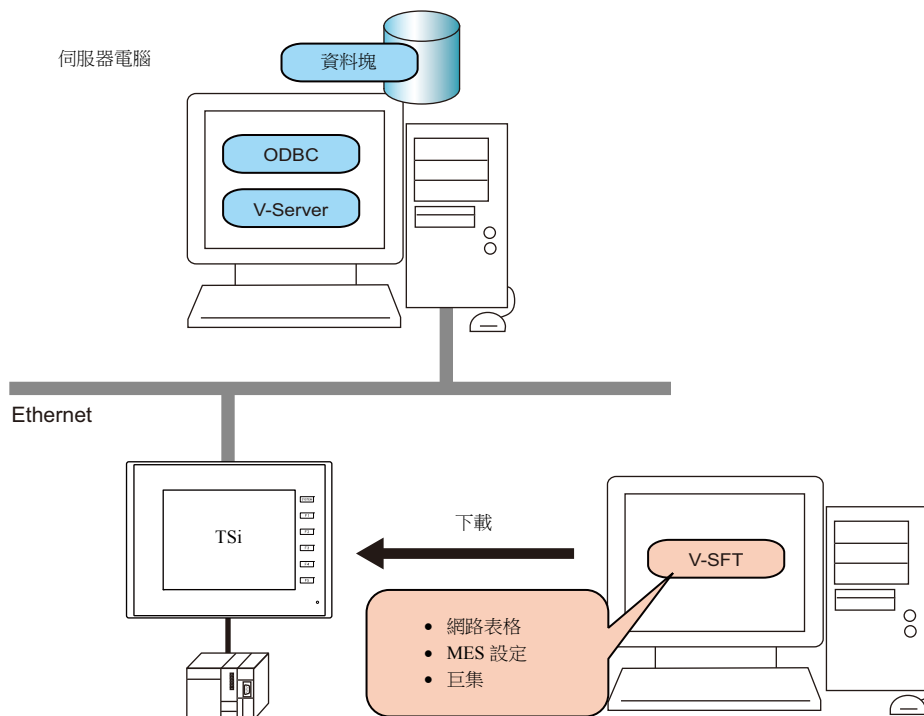 伺服器電腦
資料塊
ODBC
V-Server
Ethernet
TSi
下載
V-SFT
• 網路表格
• MES 設定
• 巨集